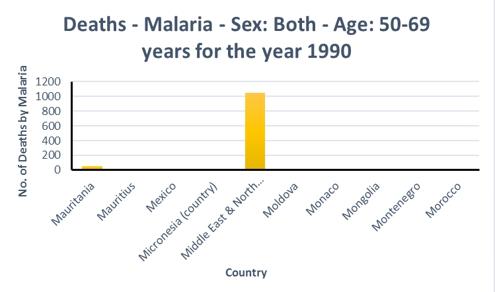 Deaths - Malaria - Sex: Both - Age: 50-69
years for the year 1990
No. of Deaths by Malaria
1200
1000
800
600
400
200
0
Mauritania
Mauritius
Mexico
Micronesia (country)
Middle East & North...
Moldova
Monaco
Mongolia
Montenegro
Morocco
Country